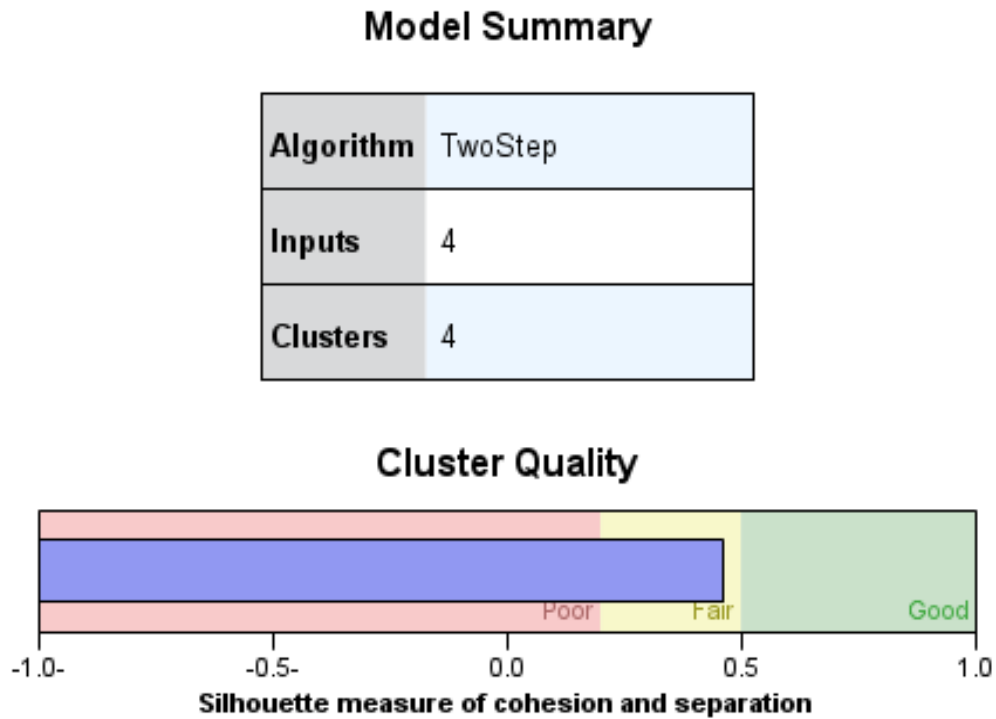 Model Summary
Algorithm TwoStep
Inputs 4
Clusters 4
Cluster Quality
Poor Fair Good
-1.0- -0.5- 0.0 0.5 1.0
Silhouette measure of cohesion and separation